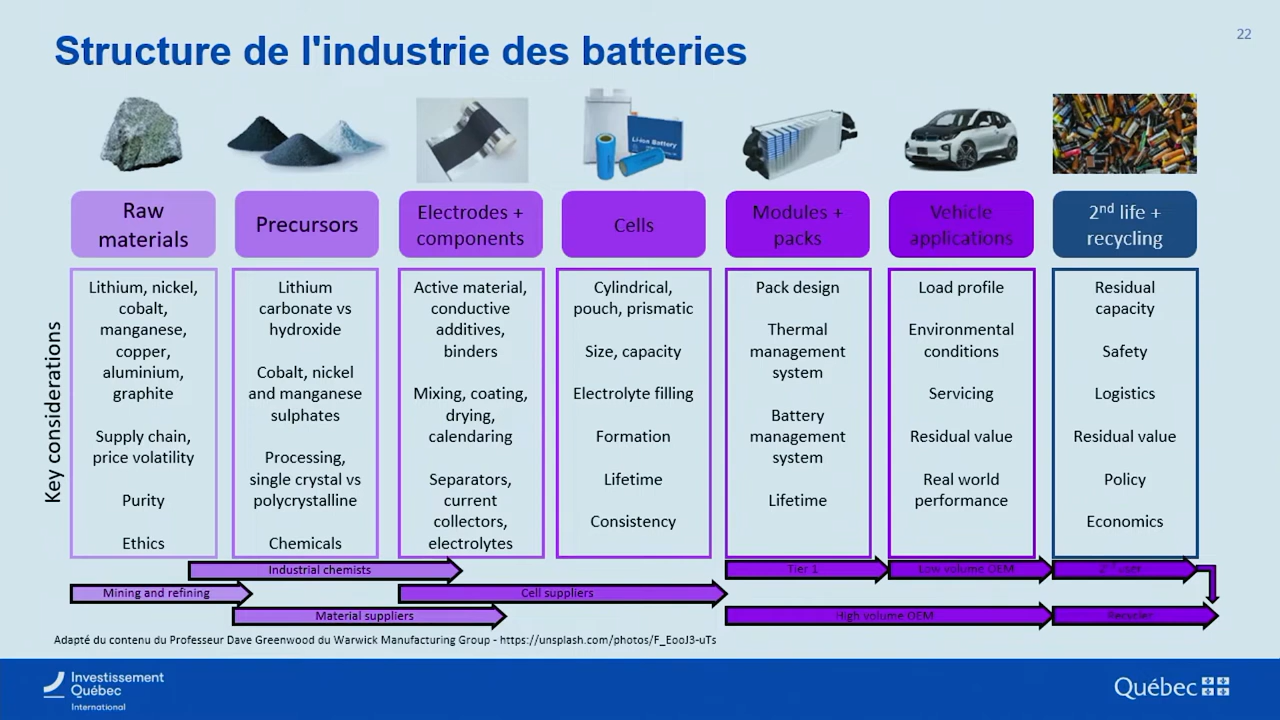 22
Structure de l'industrie des batteries
Li-ion Battery
Raw
materials
Precursors
Electrodes +
components
Cells
Modules +
packs
Vehicle
applications
2nd life +
recycling
Key considerations
Lithium, nickel,
cobalt,
manganese,
copper,
aluminium,
graphite
Supply chain,
price volatility
Purity
Ethics
Lithium
carbonate vs
hydroxide
Cobalt, nickel
and manganese
sulphates
Processing,
single crystal vs
polycrystalline
Chemicals
Active material,
conductive
additives,
binders
Mixing, coating,
drying,
calendaring
Separators,
current
collectors,
electrolytes
Cylindrical,
pouch, prismatic
Size, capacity
Electrolyte filling
Formation
Lifetime
Consistency
Pack design
Thermal
management
system
Battery
management
system
Lifetime
Load profile
Environmental
conditions
Servicing
Residual value
Real world
performance
Residual
capacity
Safety
Logistics
Residual value
Policy
Economics
Industrial chemists
Tier 1
Low volume OEM
2nd user
Mining and refining
Cell suppliers
Material suppliers
High volume OEM
Recycler
Adapté du contenu du Professeur Dave Greenwood du Warwick Manufacturing Group - https://unsplash.com/photos/F_EooJ3-uTs
Investissement
Québec
International
Québec